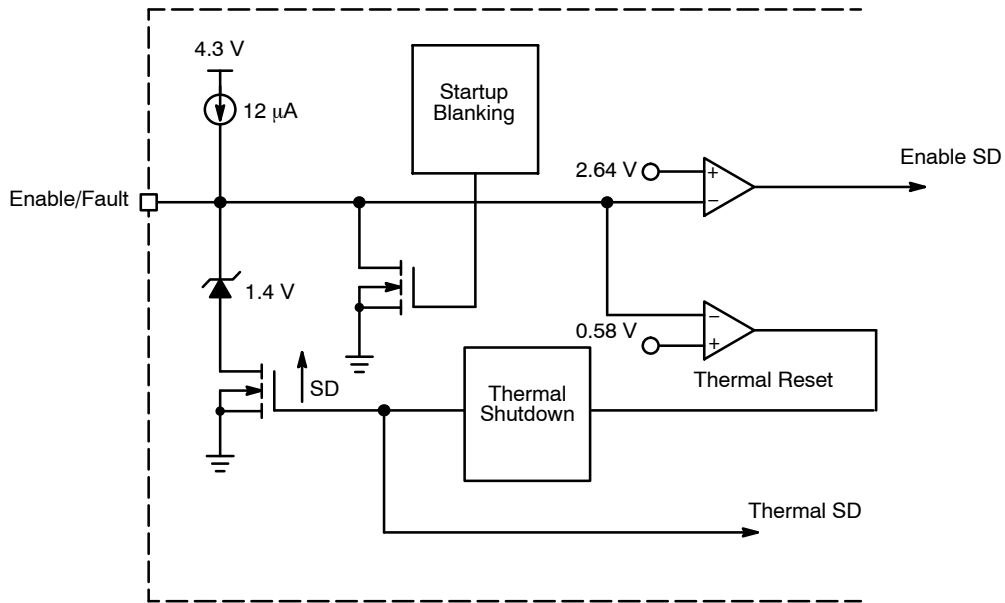 4.3 V
12 μA
Startup
Blanking
2.64 V
+
−
Enable SD
Enable/Fault
1.4 V
−
0.58 V
+
Thermal Reset
SD
Thermal
Shutdown
Thermal SD